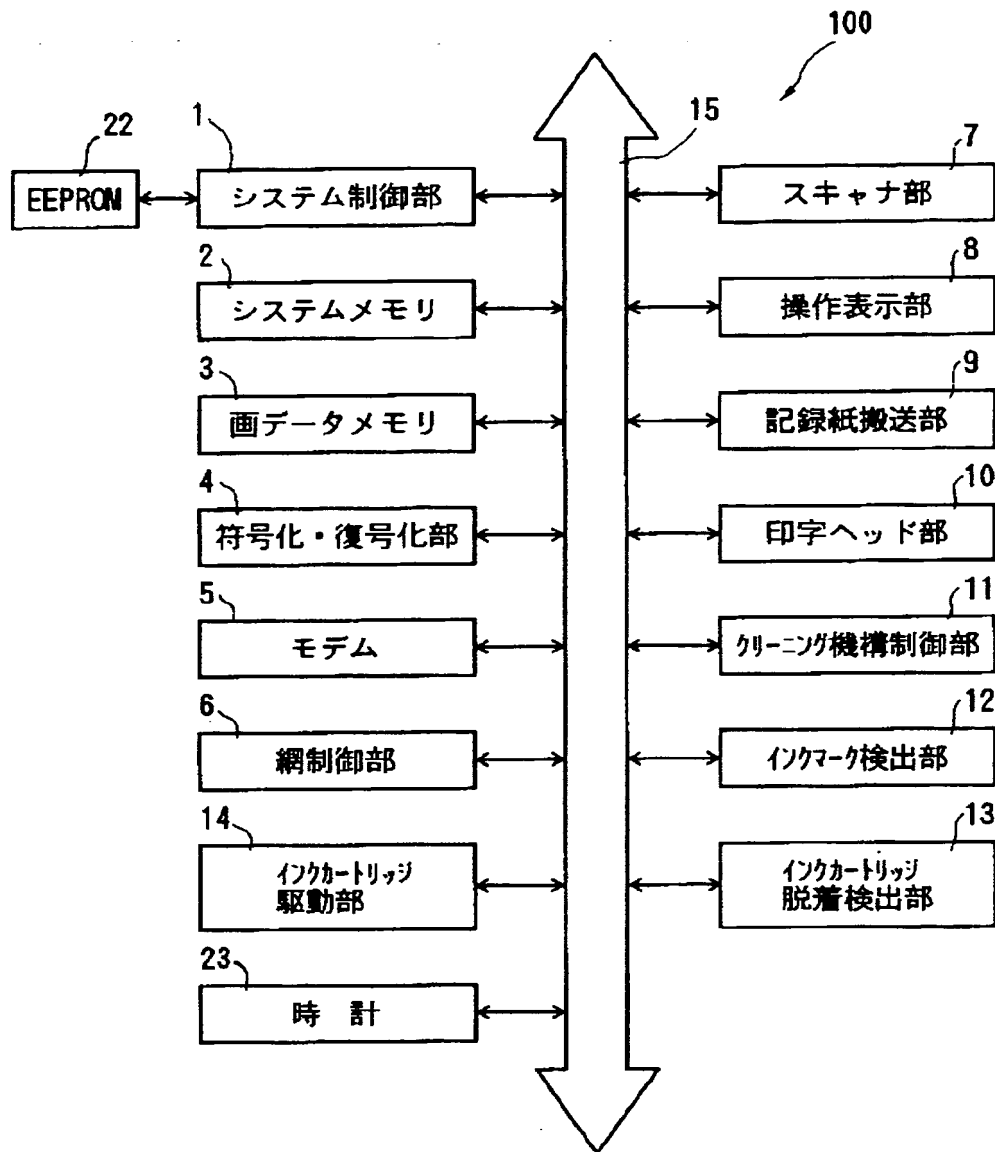 100
15
1
22
EEPROM
システム制御部
2
システムメモリ
3
画データメモリ
4
符号化・復号化部
5
モデム
6
網制御部
14
インクカートリッジ
駆動部
23
時 計
7
スキャナ部
8
操作表示部
9
記録紙搬送部
10
印字ヘッド部
11
クリーニング機構制御部
12
インクマーク検出部
13
インクカートリッジ
脱着検出部